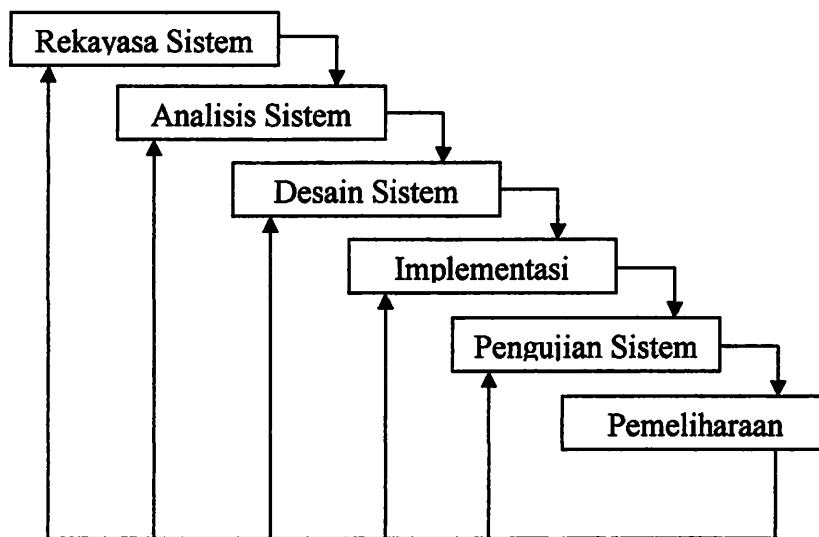 Rekayasa Sistem
Analisis Sistem
Desain Sistem
Implementasi
Pengujian Sistem
Pemeliharaan